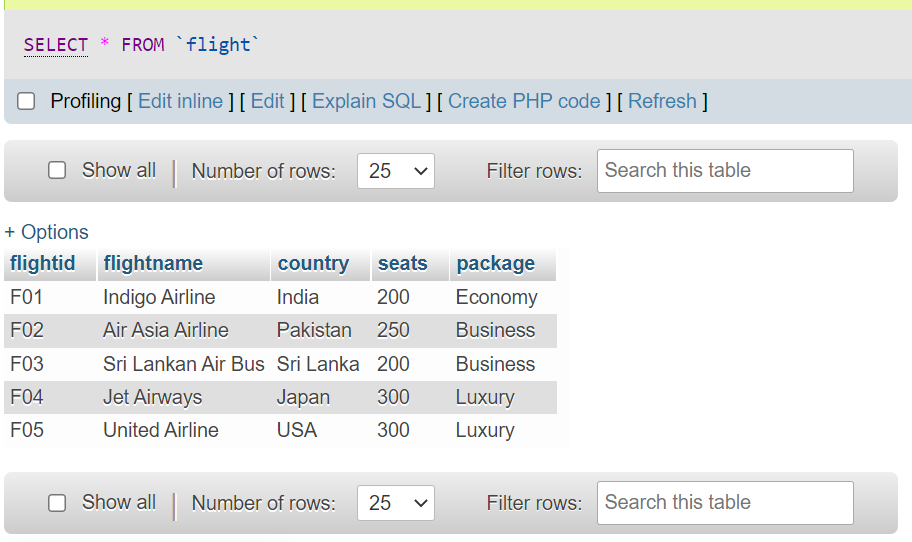 SELECT * FROM `flight`
Profiling [ Edit inline ] [ Edit ] [ Explain SQL ] [ Create PHP code ] [ Refresh ]
Show all | Number of rows: 25 Filter rows: Search this table
+ Options
flightid flightname country seats package
F01 Indigo Airline India 200 Economy
F02 Air Asia Airline Pakistan 250 Business
F03 Sri Lankan Air Bus Sri Lanka 200 Business
F04 Jet Airways Japan 300 Luxury
F05 United Airline USA 300 Luxury
Show all | Number of rows: 25 Filter rows: Search this table